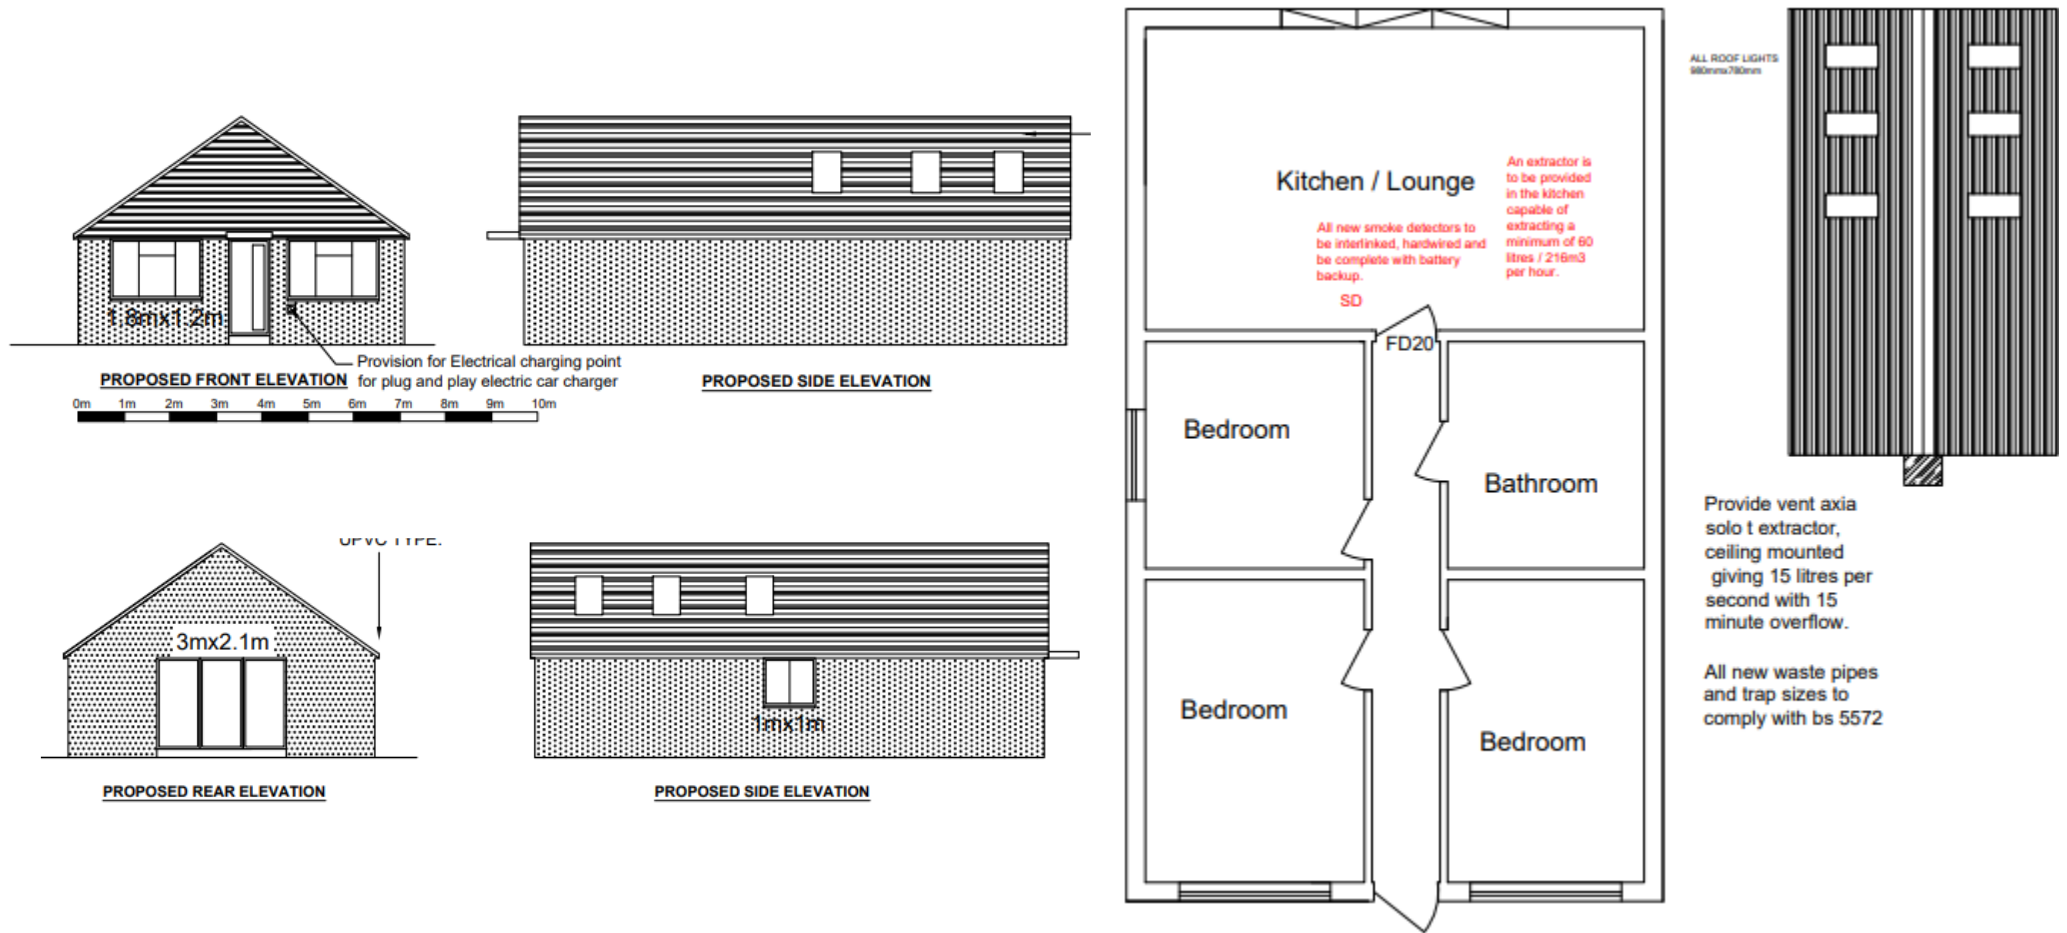 1.8mx1.2m
Provision for Electrical charging point
for plug and play electric car charger
PROPOSED FRONT ELEVATION
0m 1m 2m 3m 4m 5m 6m 7m 8m 9m 10m
PROPOSED SIDE ELEVATION
UPVC TYPE.
3mx2.1m
PROPOSED REAR ELEVATION
1mx1m
PROPOSED SIDE ELEVATION
Kitchen / Lounge
An extractor is
to be provided
in the kitchen
capable of
extracting a
minimum of 60
litres / 216m3
per hour.
All new smoke detectors to
be interlinked, hardwired and
be complete with battery
backup.
SD
FD20
Bedroom
Bathroom
Bedroom
Bedroom
ALL ROOF LIGHTS
980mmx780mm
Provide vent axia
solo t extractor,
ceiling mounted
giving 15 litres per
second with 15
minute overflow.
All new waste pipes
and trap sizes to
comply with bs 5572